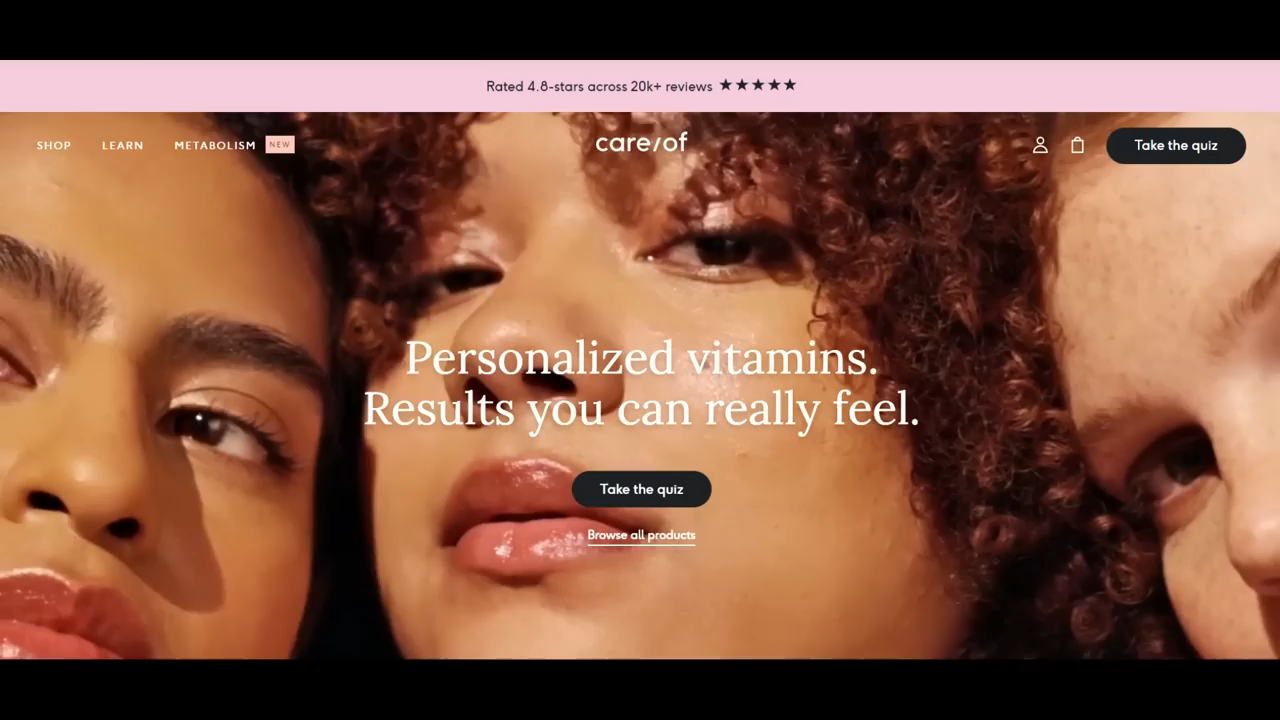 Rated 4.8-stars across 20k+ reviews ★★★★★
SHOP
LEARN
METABOLISM
NEW
care/of
Take the quiz
Personalized vitamins.
Results you can really feel.
Take the quiz
Browse all products